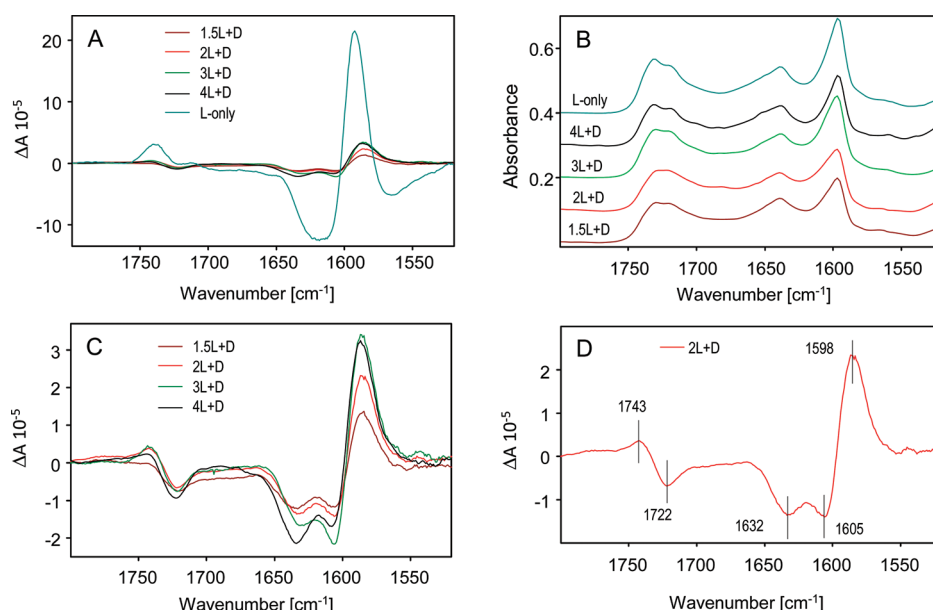 A
1.5L+D
2L+D
3L+D
4L+D
L-only
20
10
0
-10
ΔA 10-5
1750 1700 1650 1600 1550
Wavenumber [cm-1]
B
0.6
0.4
0.2
Absorbance
L-only
4L+D
3L+D
2L+D
1.5L+D
1750 1700 1650 1600 1550
Wavenumber [cm-1]
C
1.5L+D
2L+D
3L+D
4L+D
3
2
1
0
-1
-2
ΔA 10-5
1750 1700 1650 1600 1550
Wavenumber [cm-1]
D
2L+D
1598
1743
1722
1632
1605
2
1
0
-1
ΔA 10-5
1750 1700 1650 1600 1550
Wavenumber [cm-1]